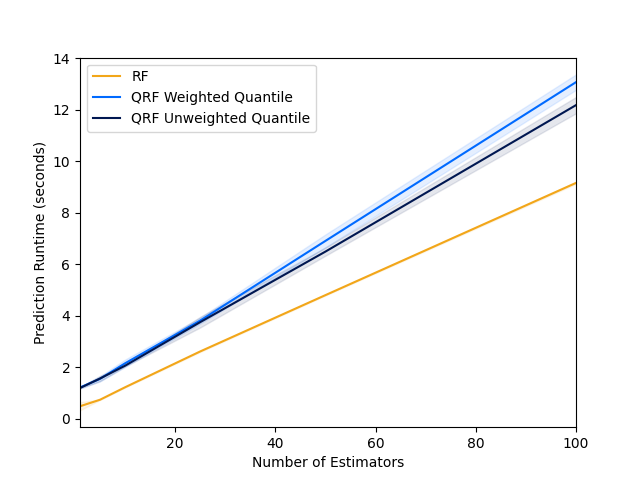 14
12
10
8
6
4
2
0
Prediction Runtime (seconds)
RF
QRF Weighted Quantile
QRF Unweighted Quantile
20 40 60 80 100
Number of Estimators